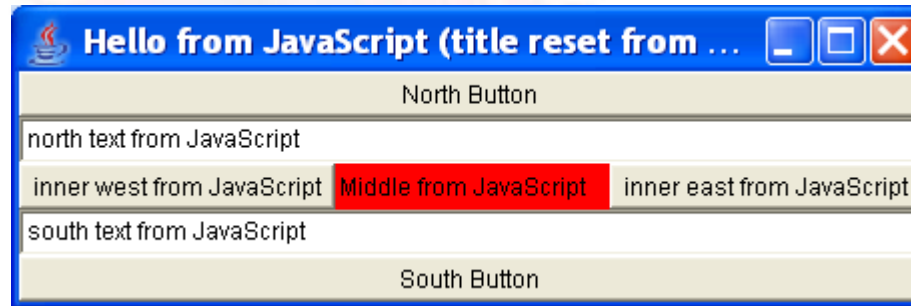 Hello from JavaScript (title reset from ...
North Button
north text from JavaScript
inner west from JavaScript Middle from JavaScript inner east from JavaScript
south text from JavaScript
South Button